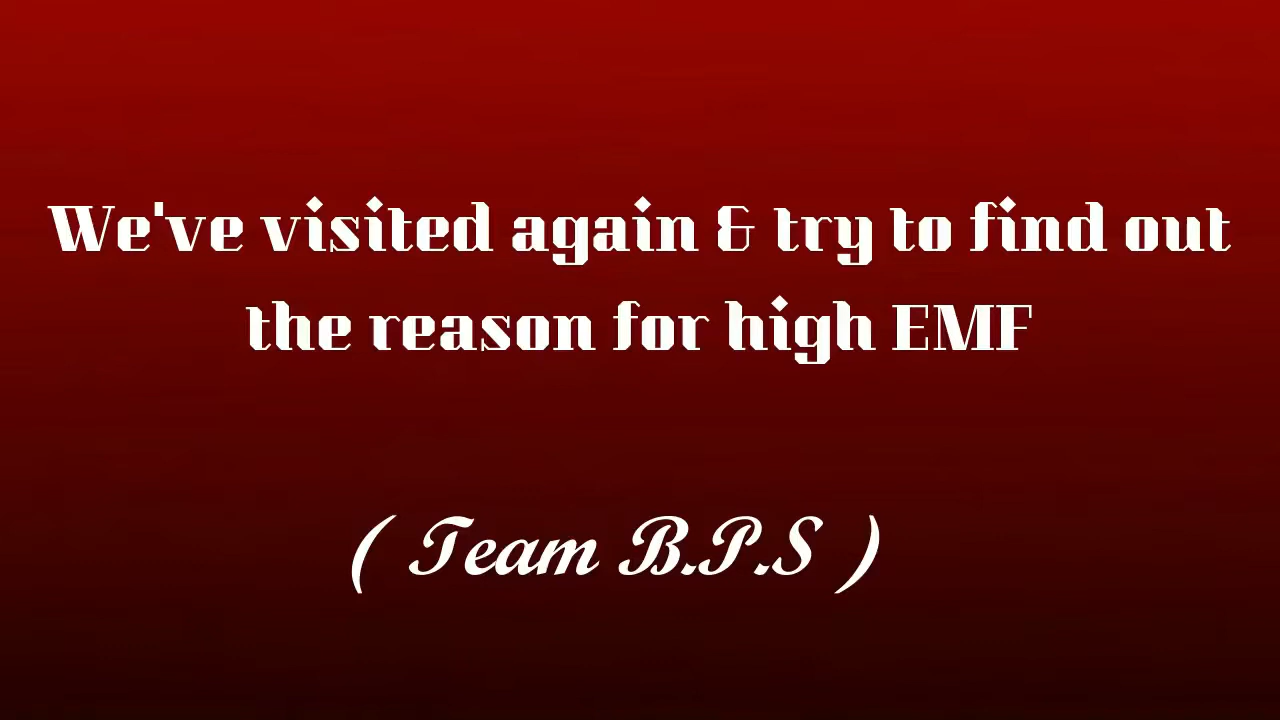 We've visited again & try to find out
the reason for high EMF
( Team B.P.S )